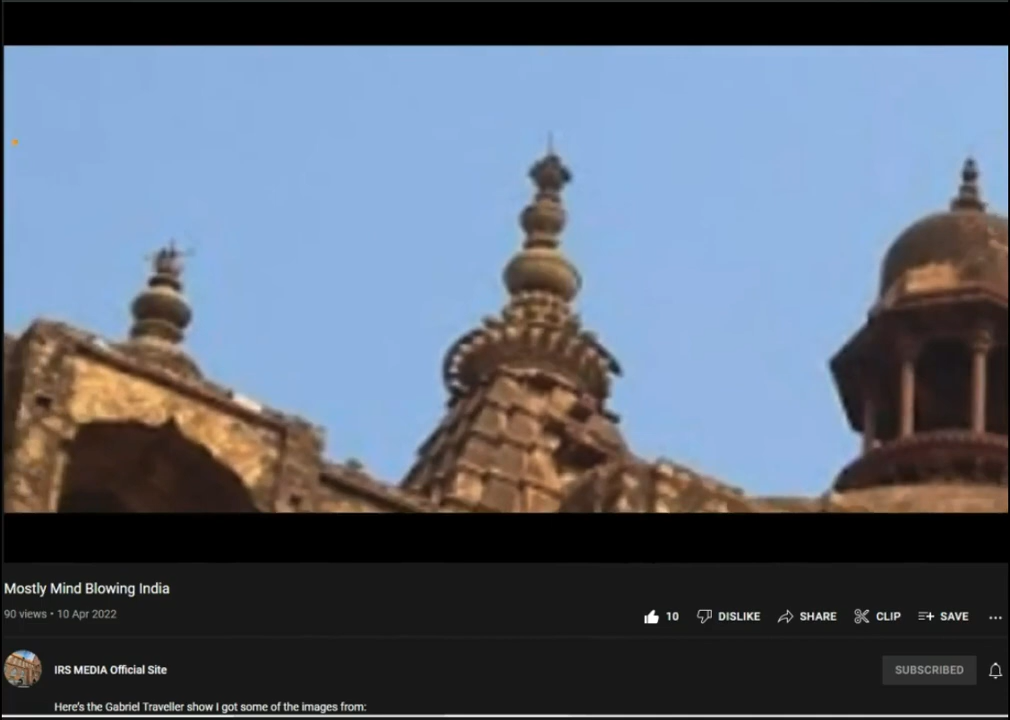 Mostly Mind Blowing India
90 views • 10 Apr 2022
10 DISLIKE SHARE CLIP SAVE ...
IRS MEDIA Official Site
SUBSCRIBED
Here's the Gabriel Traveller show I got some of the images from: